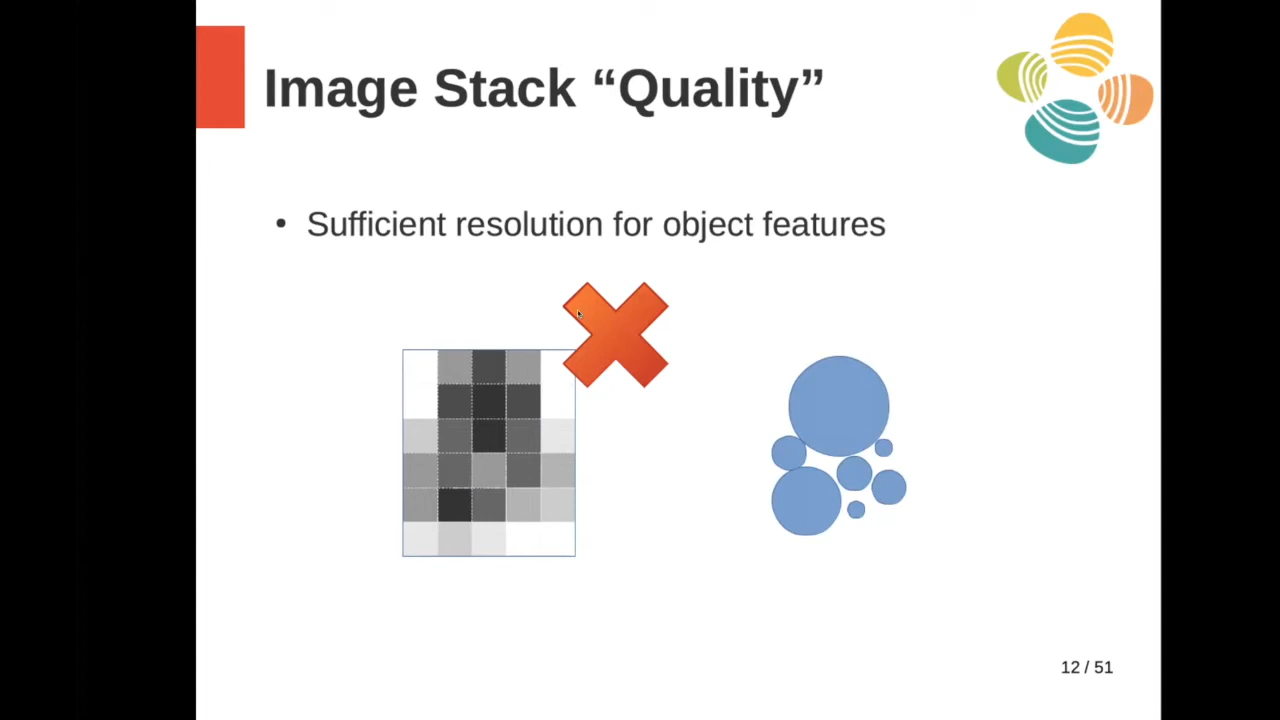 Image Stack “Quality”
• Sufficient resolution for object features
12 / 51